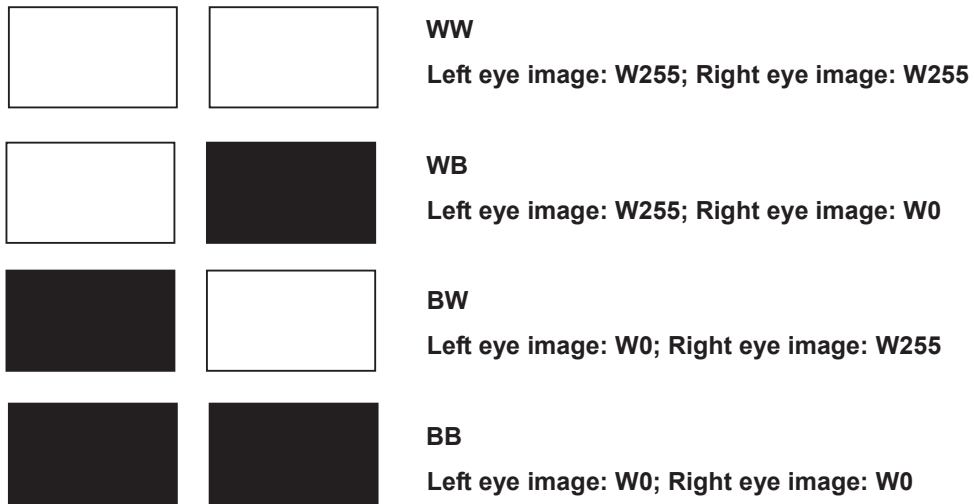 WW
Left eye image: W255; Right eye image: W255
WB
Left eye image: W255; Right eye image: W0
BW
Left eye image: W0; Right eye image: W255
BB
Left eye image: W0; Right eye image: W0